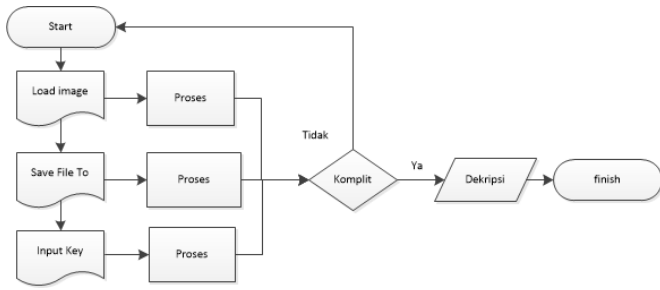 Start
Load image
Proses
Tidak
Save File To
Proses
Komplit
Ya
Dekripsi
finish
Input Key
Proses